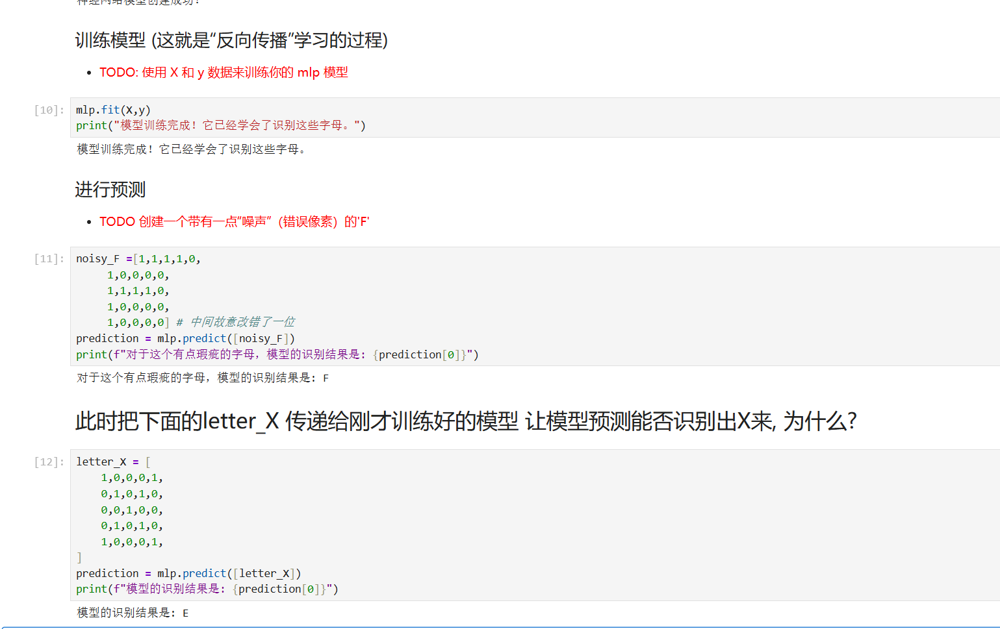 神经网络模型创建成功!
训练模型 (这就是“反向传播”学习的过程)
• TODO: 使用 X 和 y 数据来训练你的 mlp 模型
[10]: mlp.fit(X,y)
print("模型训练完成! 它已经学会了识别这些字母。")
模型训练完成! 它已经学会了识别这些字母。
进行预测
• TODO 创建一个带有一点“噪声”（错误像素）的'F'
[11]: noisy_F =[1,1,1,1,0,
1,0,0,0,0,
1,1,1,1,0,
1,0,0,0,0,
1,0,0,0,0] # 中间故意改错了一位
prediction = mlp.predict([noisy_F])
print(f"对于这个有点瑕疵的字母，模型的识别结果是: {prediction[0]}")
对于这个有点瑕疵的字母，模型的识别结果是: F
此时把下面的letter_X 传递给刚才训练好的模型 让模型预测能否识别出X来, 为什么?
[12]: letter_X = [
1,0,0,0,1,
0,1,0,1,0,
0,0,1,0,0,
0,1,0,1,0,
1,0,0,0,1,
]
prediction = mlp.predict([letter_X])
print(f"模型的识别结果是: {prediction[0]}")
模型的识别结果是: E